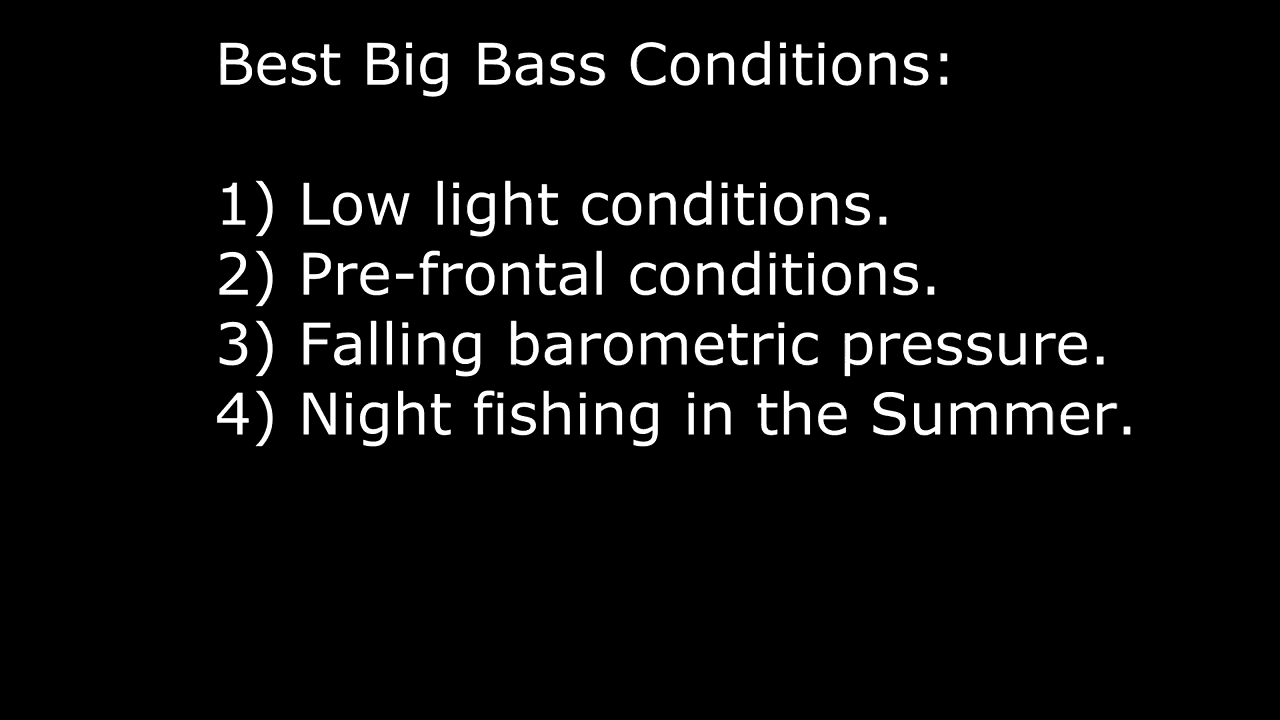 Best Big Bass Conditions:
1) Low light conditions.
2) Pre-frontal conditions.
3) Falling barometric pressure.
4) Night fishing in the Summer.